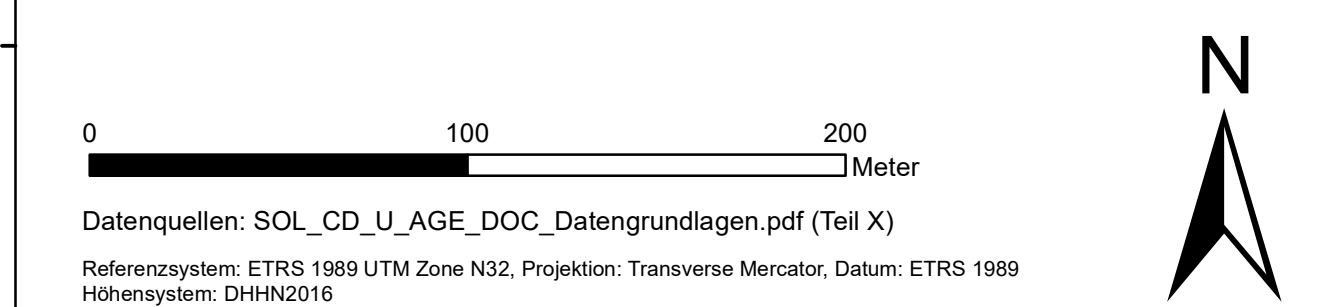 N
0 100 200
Meter
Datenquellen: SOL_CD_U_AGE_DOC_Datengrundlagen.pdf (Teil X)
Referenzsystem: ETRS 1989 UTM Zone N32, Projektion: Transverse Mercator, Datum: ETRS 1989
Höhensystem: DHHN2016